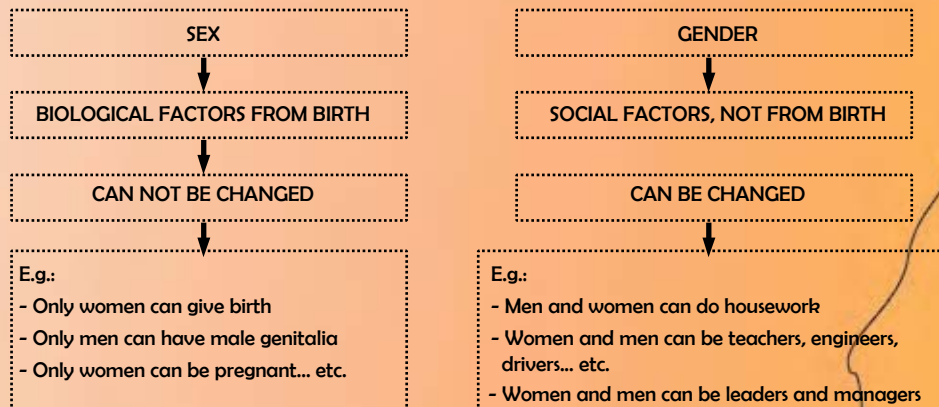 SEX
BIOLOGICAL FACTORS FROM BIRTH
CAN NOT BE CHANGED
E.g.:
- Only women can give birth
- Only men can have male genitalia
- Only women can be pregnant... etc.
GENDER
SOCIAL FACTORS, NOT FROM BIRTH
CAN BE CHANGED
E.g.:
- Men and women can do housework
- Women and men can be teachers, engineers,
drivers... etc.
- Women and men can be leaders and managers